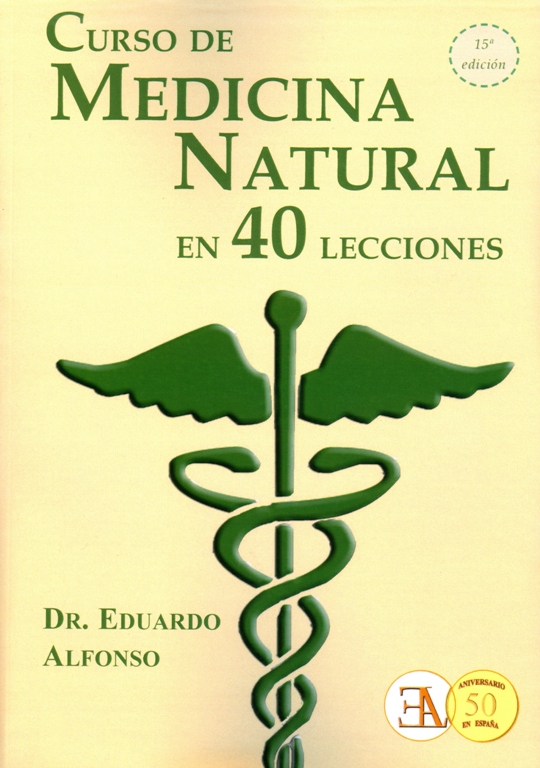 CURSO DE
MEDICINA
NATURAL
EN 40 LECCIONES
15ª
edición
DR. EDUARDO
ALFONSO
EA
ANIVERSARIO
50
EN ESPAÑA